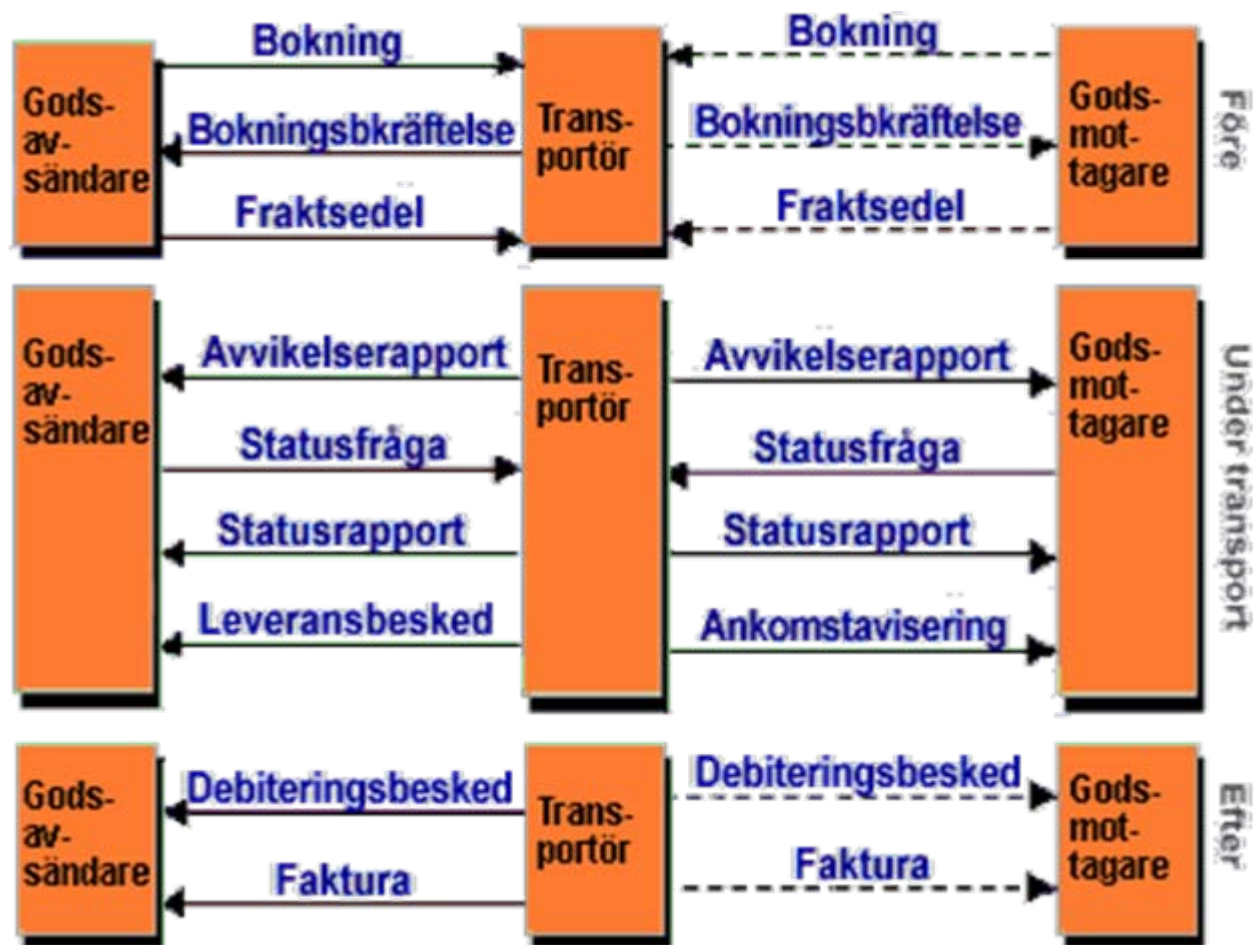 Bokning
Bokning
Gods-
av-
sändare
Trans-
portör
Gods-
mot-
tagare
Före
Bokningsbkräftelse
Bokningsbkräftelse
Fraktsedel
Fraktsedel
Gods-
av-
sändare
Trans-
portör
Gods-
mot-
tagare
Under transport
Avvikelserapport
Avvikelserapport
Statusfråga
Statusfråga
Statusrapport
Statusrapport
Leveransbesked
Ankomstavisering
Gods-
av-
sändare
Trans-
portör
Gods-
mot-
tagare
Efter
Debiteringsbesked
Debiteringsbesked
Faktura
Faktura